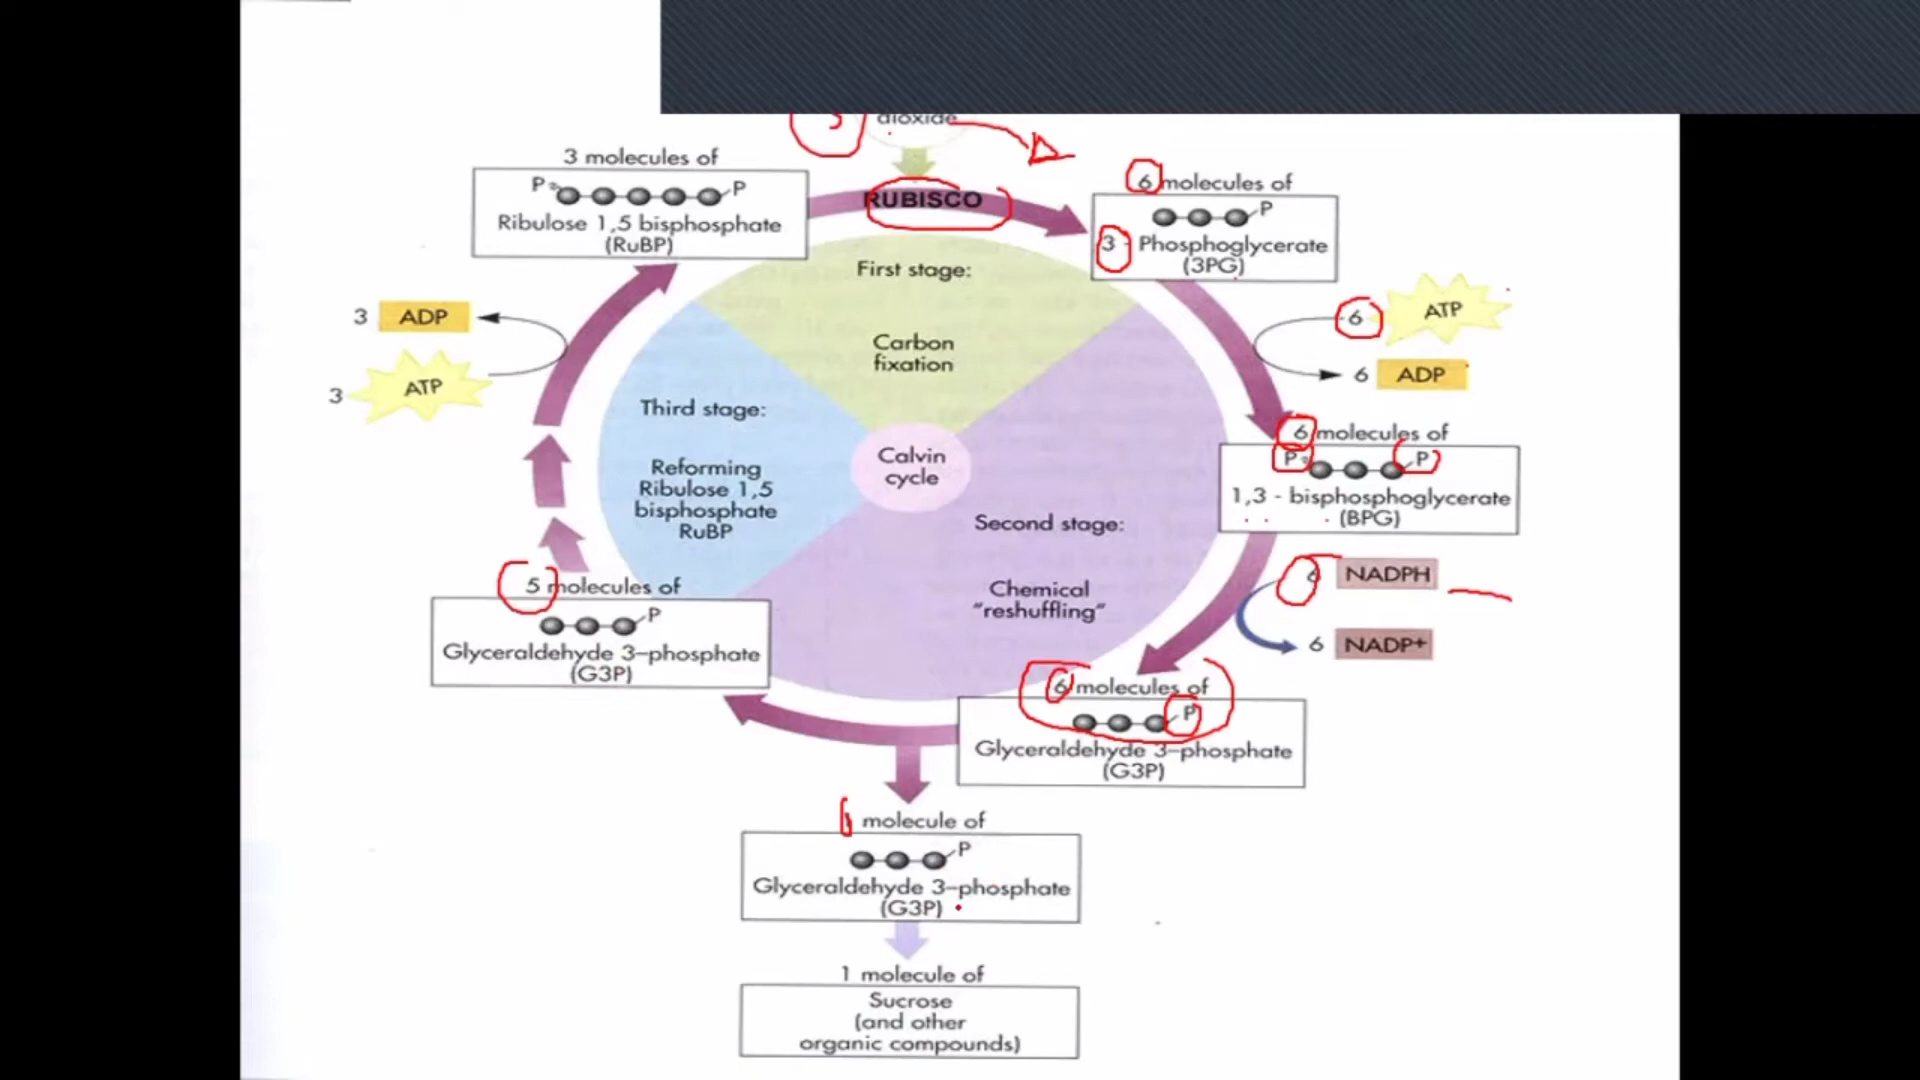 dioxide
3 molecules of
P P
Ribulose 1,5 bisphosphate
(RuBP)
RUBISCO
6 molecules of
P
3 - Phosphoglycerate
(3PG)
First stage:
Carbon
fixation
3 ADP
3 ATP
6 ATP
6 ADP
Third stage:
Reforming
Ribulose 1,5
bisphosphate
RuBP
Calvin
cycle
6 molecules of
P P
1,3 - bisphosphoglycerate
(BPG)
Second stage:
Chemical
"reshuffling"
6 NADPH
6 NADP+
5 molecules of
P
Glyceraldehyde 3-phosphate
(G3P)
6 molecules of
P
Glyceraldehyde 3-phosphate
(G3P)
1 molecule of
P
Glyceraldehyde 3-phosphate
(G3P)
1 molecule of
Sucrose
(and other
organic compounds)